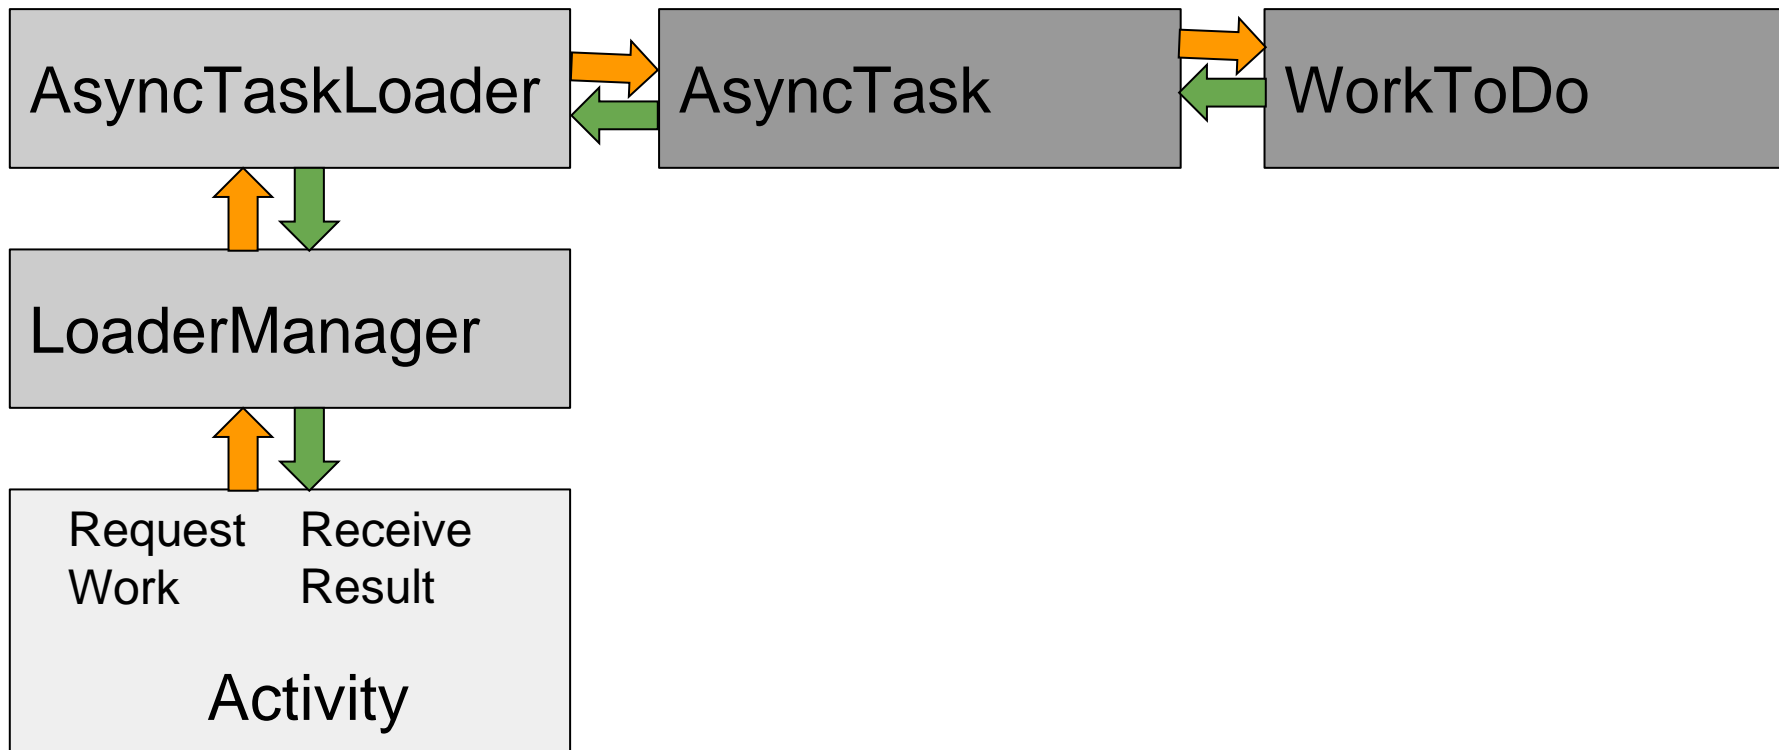 AsyncTaskLoader
AsyncTask
WorkToDo
LoaderManager
Request
Work
Receive
Result
Activity